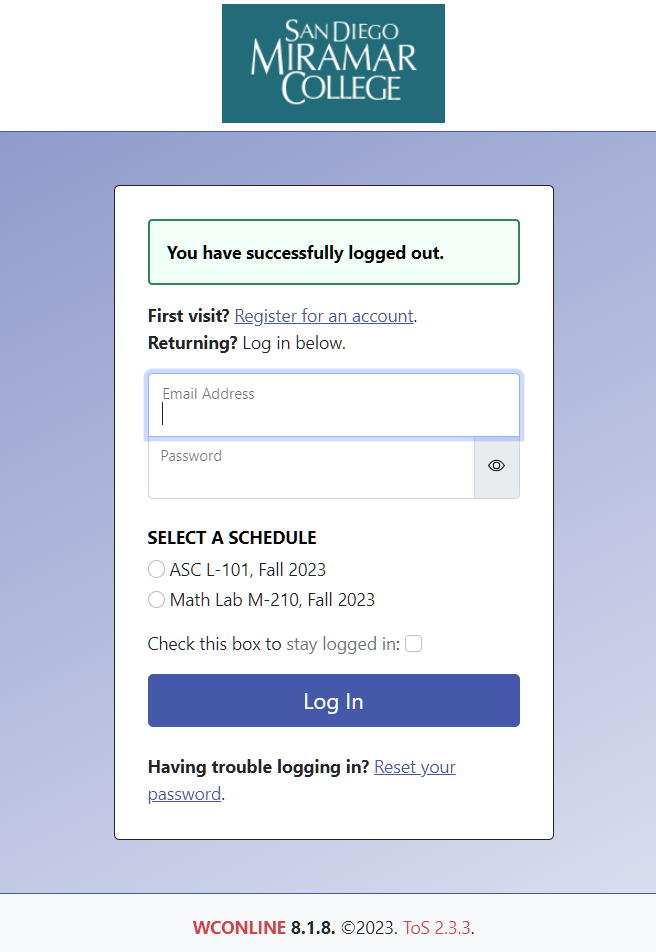 SAN DIEGO
MIRAMAR
COLLEGE
You have successfully logged out.
First visit? Register for an account.
Returning? Log in below.
Email Address
Password
SELECT A SCHEDULE
ASC L-101, Fall 2023
Math Lab M-210, Fall 2023
Check this box to stay logged in:
Log In
Having trouble logging in? Reset your
password.
WCONLINE 8.1.8. ©2023. ToS 2.3.3.